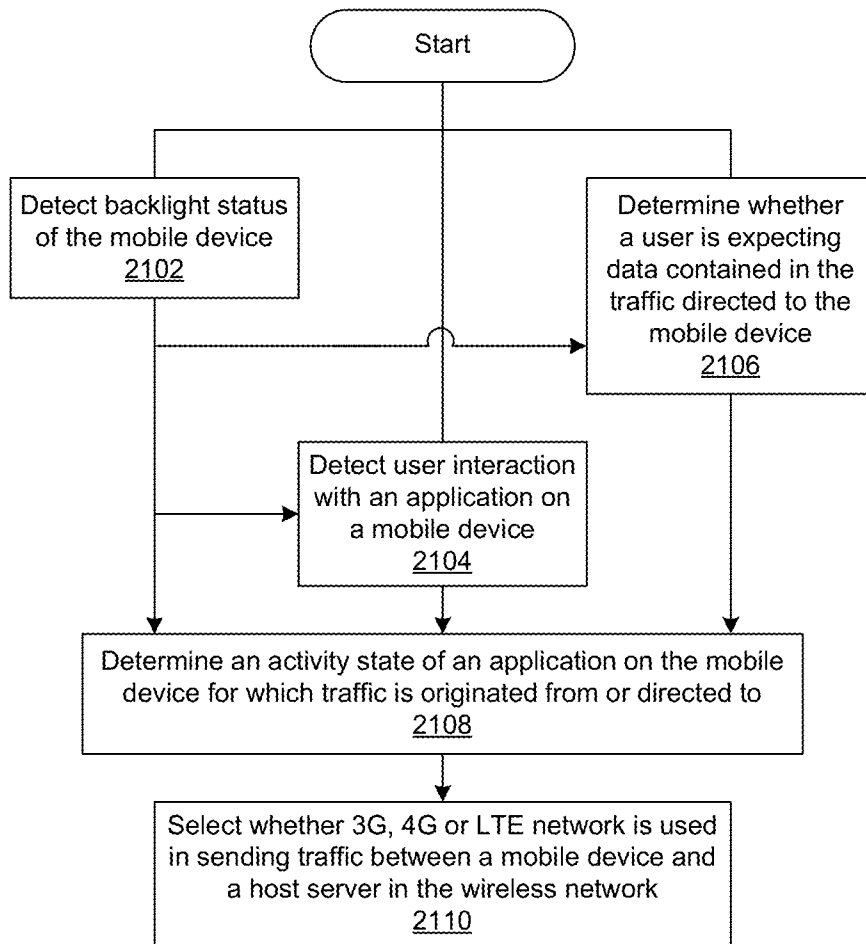 Start
Detect backlight status
of the mobile device
2102
Determine whether
a user is expecting
data contained in the
traffic directed to the
mobile device
2106
Detect user interaction
with an application on
a mobile device
2104
Determine an activity state of an application on the mobile
device for which traffic is originated from or directed to
2108
Select whether 3G, 4G or LTE network is used
in sending traffic between a mobile device and
a host server in the wireless network
2110